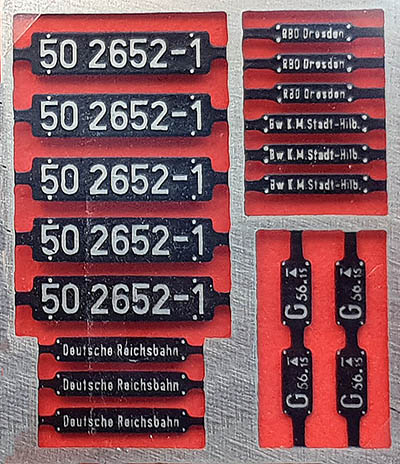 50 2652-1
50 2652-1
50 2652-1
50 2652-1
50 2652-1
Deutsche Reichsbahn
Deutsche Reichsbahn
Deutsche Reichsbahn
RBD Dresden
RBD Dresden
RBD Dresden
Bw K.M.Stadt-Hilb.
Bw K.M.Stadt-Hilb.
Bw K.M.Stadt-Hilb.
G 56.15
G 56.15
G 56.15
G 56.15